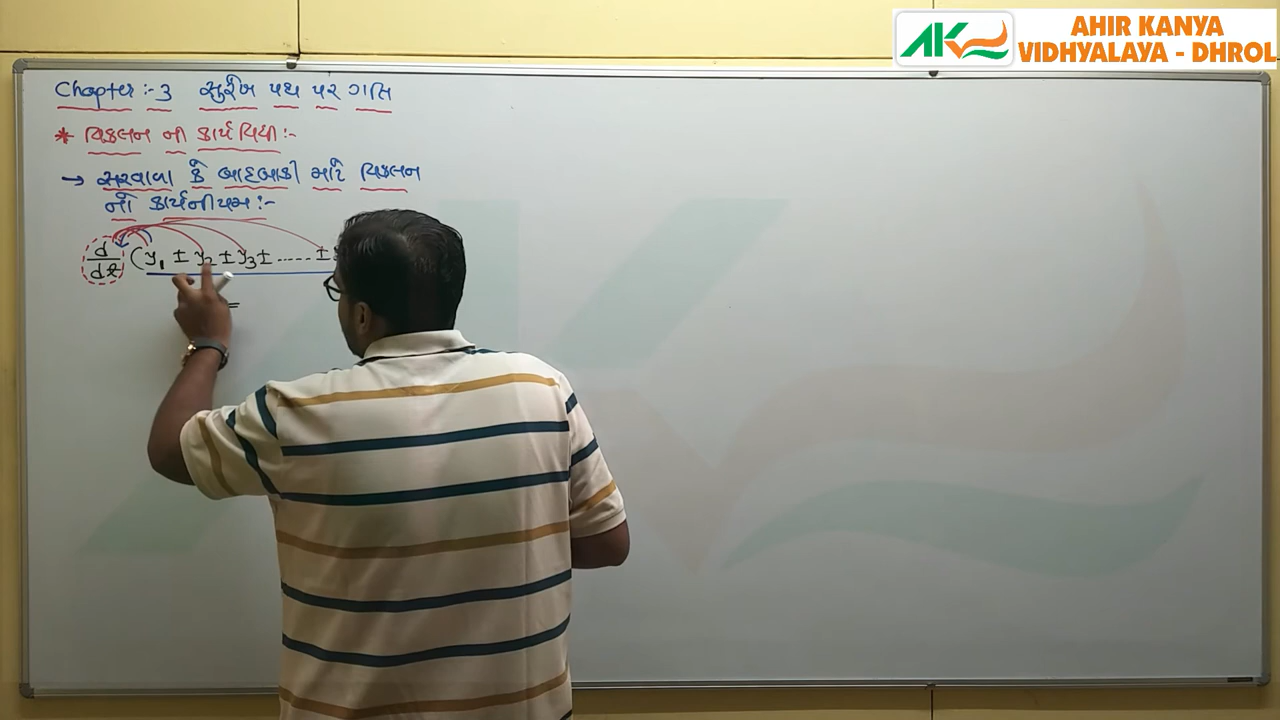 AHIR KANYA
VIDHYALAYA - DHROL
Chapter :- 3 સુરેખ પથ પર ગતિ
* વિકલન ની કાર્ય વિધી :-
→ સરવાળા કે બાદબાકી માટે વિકલન
નો કાર્યનીયમ :-
d/dx (y₁ ± y₂ ± y₃ ± ..... ±
=